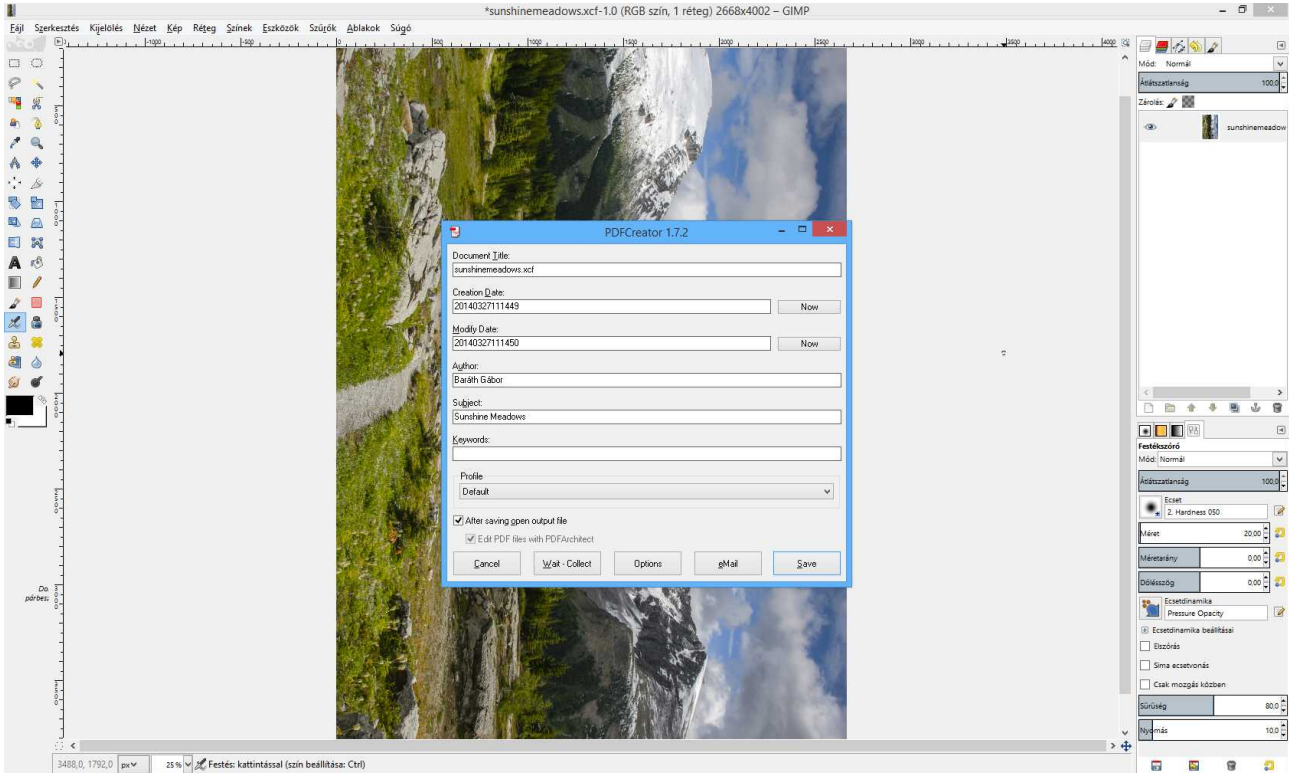 *sunshinemeadows.xcf-1.0 (RGB szín, 1 réteg) 2668x4002 – GIMP
Fájl Szerkesztés Kijelölés Nézet Kép Réteg Színek Eszközök Szűrők Ablakok Súgó
Mód: Normál
Átlátszatlanság 100,0
Zárolás:
sunshinemeadow
PDFCreator 1.7.2
Document Title:
sunshinemeadows.xcf
Creation Date:
20140327111449
Now
Modify Date:
20140327111450
Now
Author:
Baráth Gábor
Subject:
Sunshine Meadows
Keywords:
Profile
Default
After saving open output file
Edit PDF files with PDFArchitect
Cancel Wait - Collect Options eMail Save
Festékszóró
Mód: Normál
Átlátszatlanság 100,0
Ecset
2. Hardness 050
Méret 20,00
Méretarány 0,00
Dőlésszög 0,00
Ecsetdinamika
Pressure Opacity
Ecsetdinamika beállításai
Elszórás
Sima ecsetvonás
Csak mozgás közben
Sűrűség 80,0
Nyomás 10,0
3488,0, 1792,0 px 25 % Festés: kattintással (szín beállítása: Ctrl)